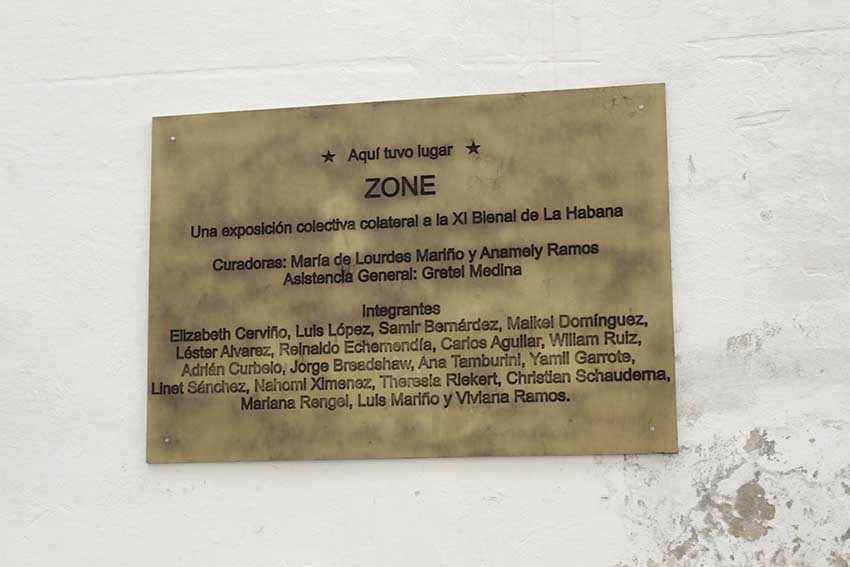 ★ Aquí tuvo lugar ★
ZONE
Una exposición colectiva colateral a la XI Bienal de La Habana
Curadoras: María de Lourdes Mariño y Anamely Ramos
Asistencia General: Gretel Medina
Integrantes
Elizabeth Cerviño, Luis López, Samir Bernárdez, Maikel Domínguez,
Léster Alvarez, Reinaldo Echemendía, Carlos Aguilar, William Ruiz,
Adrián Curbelo, Jorge Breadshaw, Ana Tamburini, Yamil Garrote,
Linet Sánchez, Nahomi Ximenez, Theresia Riekert, Christian Schauderna,
Mariana Rengel, Luis Mariño y Viviana Ramos.